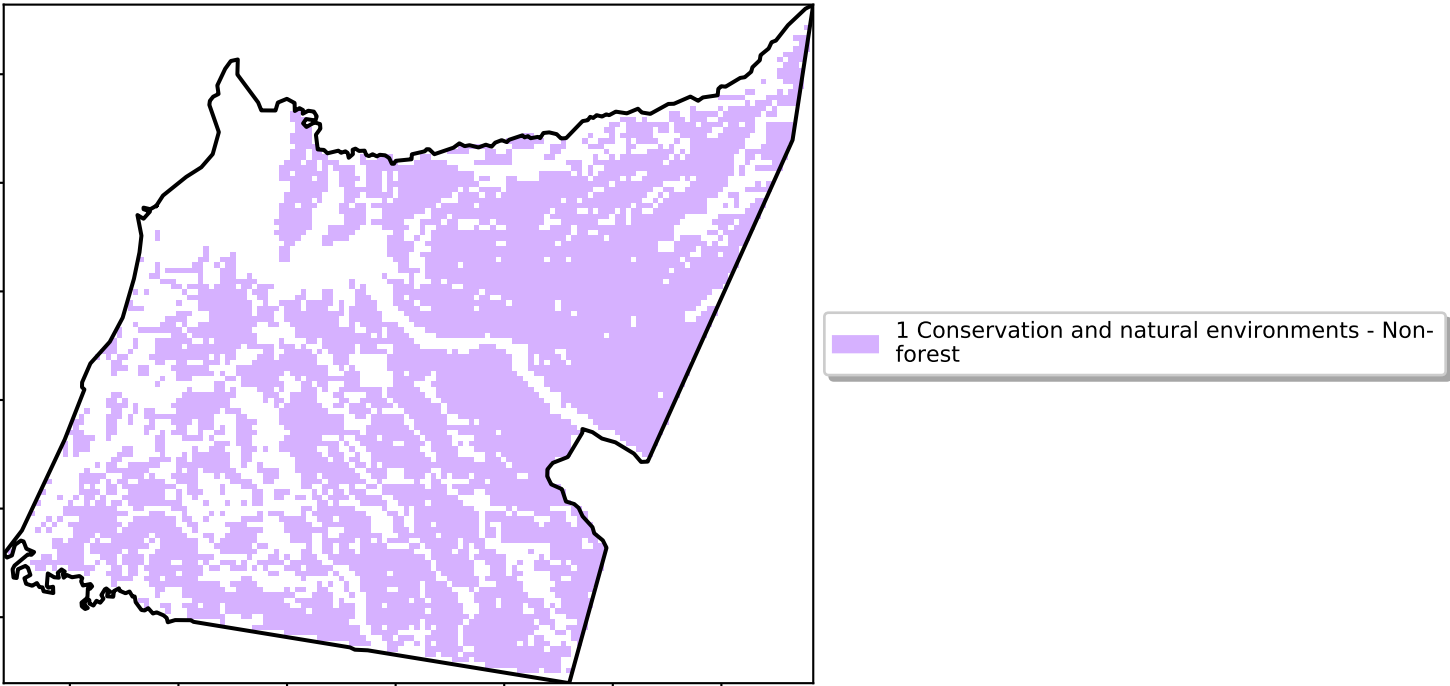 1 Conservation and natural environments - Non-
forest